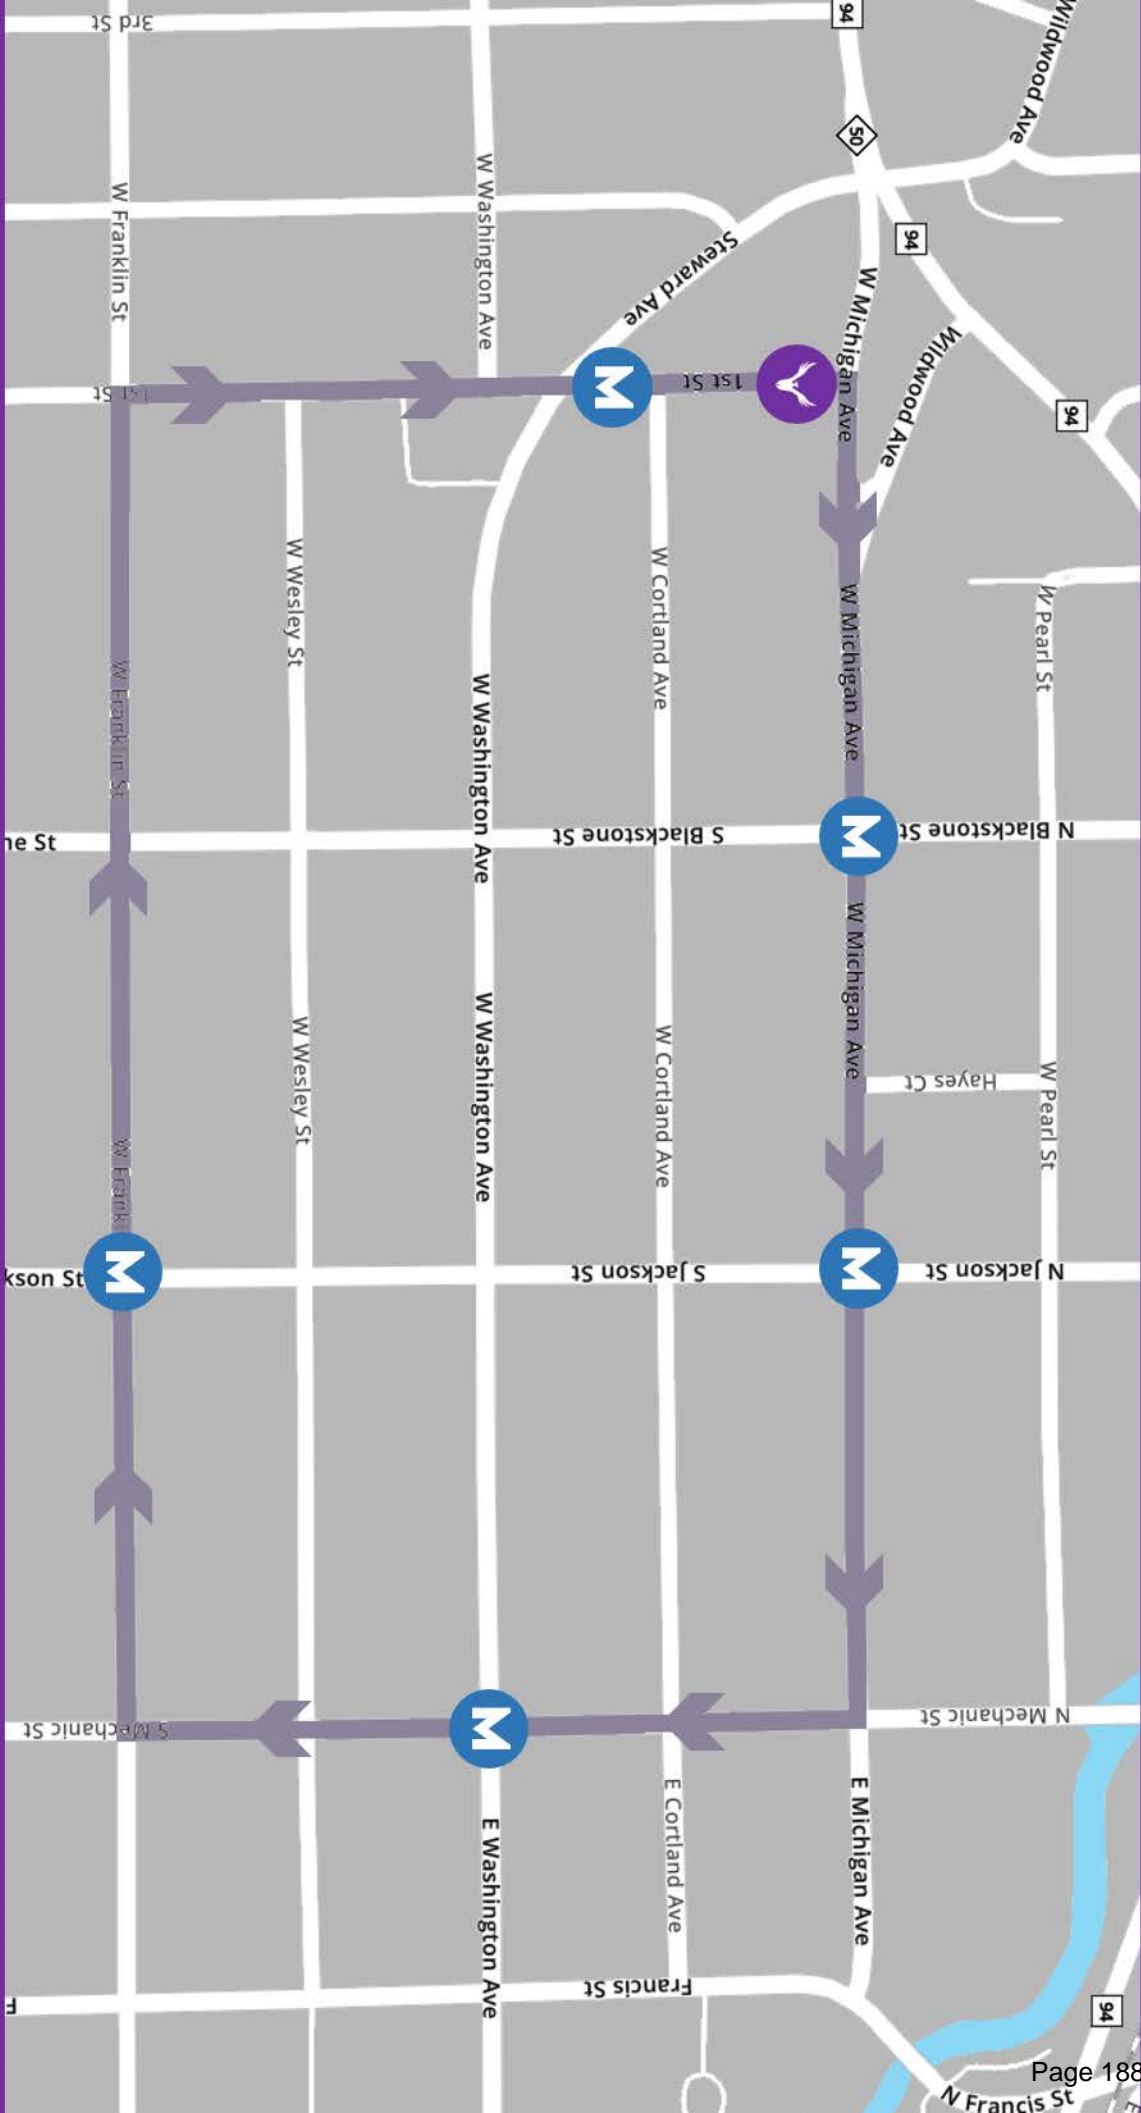 3rd St
94
Wildwood Ave
50
W Franklin St
W Washington Ave
Steward Ave
94
W Michigan Ave
Wildwood Ave
1st St
M
1st St
94
W Wesley St
W Cortland Ave
W Michigan Ave
W Pearl St
W Franklin St
W Washington Ave
ne St
S Blackstone St
M
N Blackstone St
W Michigan Ave
W Washington Ave
W Wesley St
W Cortland Ave
Hayes Ct
W Pearl St
W Frank
kson St
M
S Jackson St
M
N Jackson St
S Mechanic St
M
N Mechanic St
E Cortland Ave
E Michigan Ave
E Washington Ave
Francis St
F
94
Page 188
N Francis St